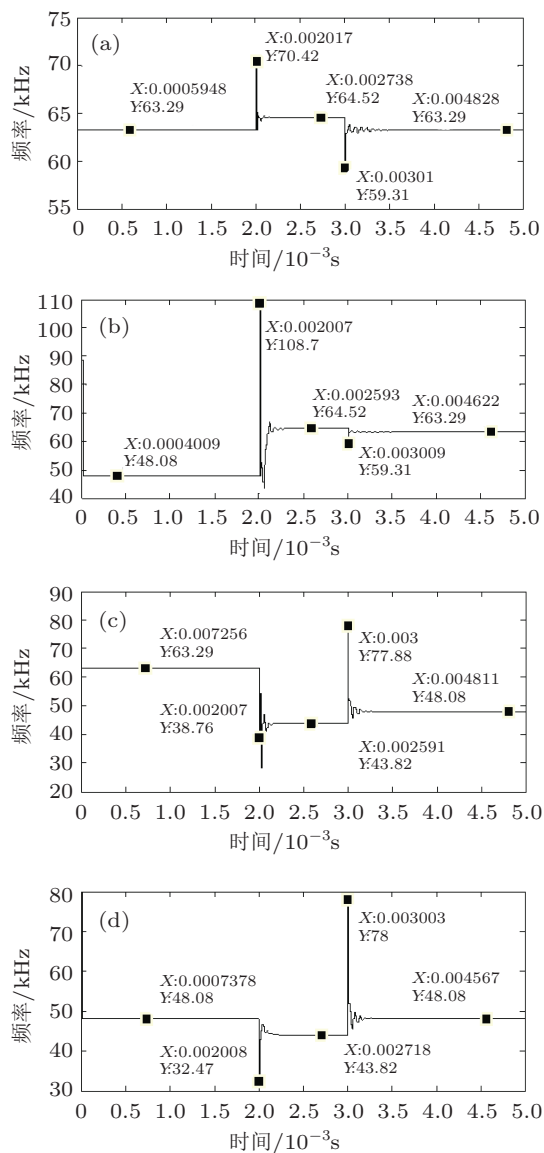 75
70
65
60
55
频率/kHz
(a)
X:0.0005948
Y:63.29
X:0.002017
Y:70.42
X:0.002738
Y:64.52
X:0.004828
Y:63.29
X:0.00301
Y:59.31
0 0.5 1.0 1.5 2.0 2.5 3.0 3.5 4.0 4.5 5.0
时间/10⁻³s
110
100
90
80
70
60
50
40
频率/kHz
(b)
X:0.0004009
Y:48.08
X:0.002007
Y:108.7
X:0.002593
Y:64.52
X:0.004622
Y:63.29
X:0.003009
Y:59.31
0 0.5 1.0 1.5 2.0 2.5 3.0 3.5 4.0 4.5 5.0
时间/10⁻³s
90
80
70
60
50
40
30
20
频率/kHz
(c)
X:0.007256
Y:63.29
X:0.002007
Y:38.76
X:0.003
Y:77.88
X:0.004811
Y:48.08
X:0.002591
Y:43.82
0 0.5 1.0 1.5 2.0 2.5 3.0 3.5 4.0 4.5 5.0
时间/10⁻³s
80
70
60
50
40
30
频率/kHz
(d)
X:0.0007378
Y:48.08
X:0.002008
Y:32.47
X:0.003003
Y:78
X:0.004567
Y:48.08
X:0.002718
Y:43.82
0 0.5 1.0 1.5 2.0 2.5 3.0 3.5 4.0 4.5 5.0
时间/10⁻³s